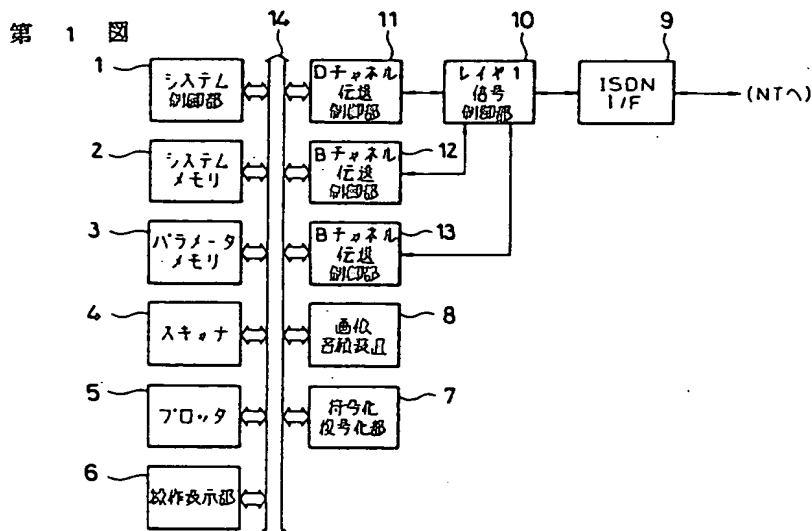 第 1 図
1
システム
制御部
2
システム
メモリ
3
パラメータ
メモリ
4
スキャナ
5
プロッタ
6
操作表示部
14
11
Dチャネル
伝送
制御部
10
レイヤ1
信号
制御部
9
ISDN
I/F
(NTへ)
12
Bチャネル
伝送
制御部
13
Bチャネル
伝送
制御部
8
画像
蓄積装置
7
符号化
復号化部